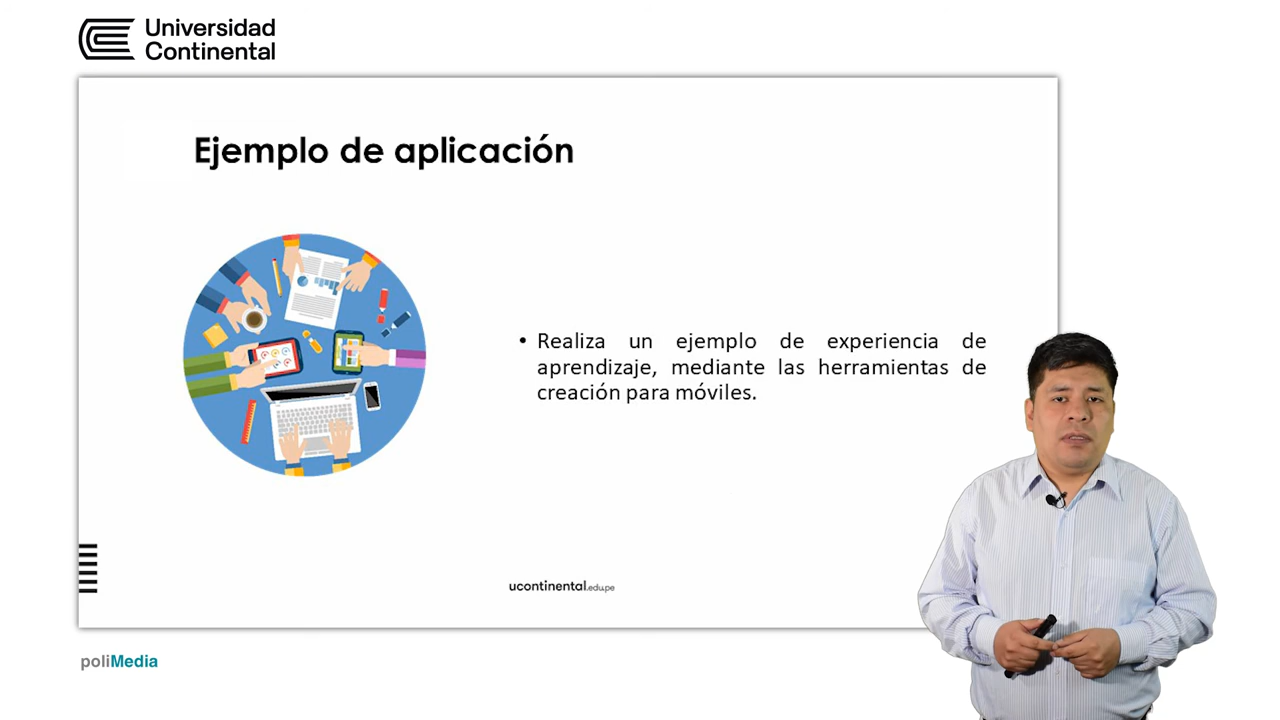 Universidad
Continental
Ejemplo de aplicación
• Realiza un ejemplo de experiencia de
aprendizaje, mediante las herramientas de
creación para móviles.
ucontinental.edu.pe
poliMedia